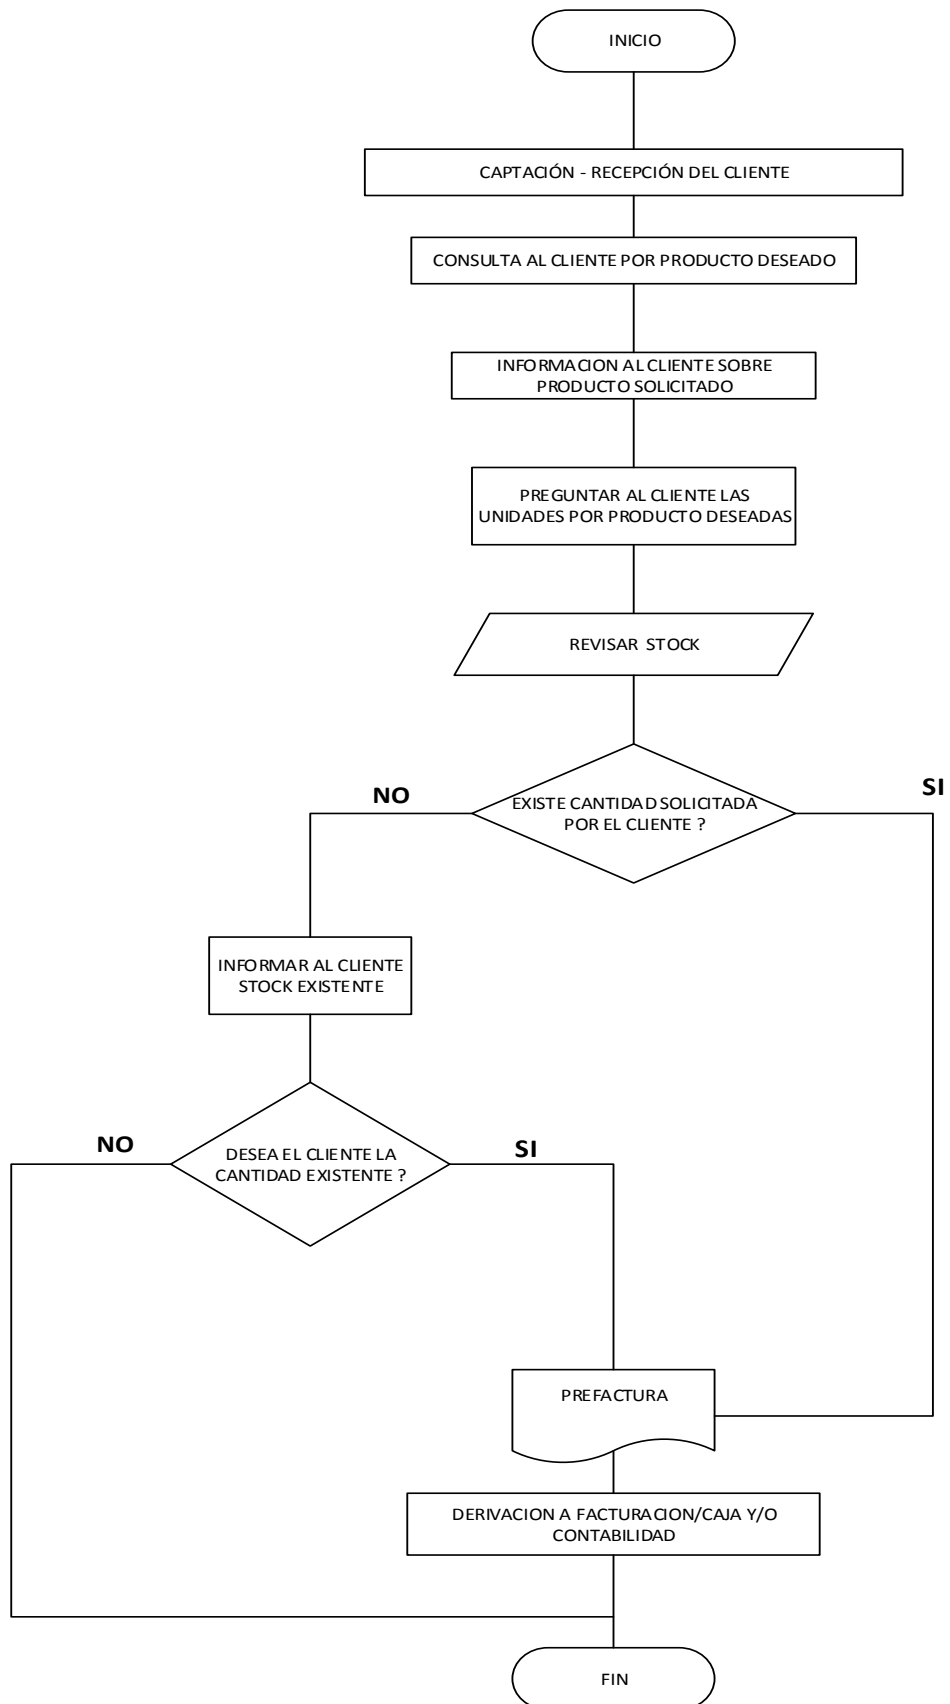 INICIO
CAPTACIÓN - RECEPCIÓN DEL CLIENTE
CONSULTA AL CLIENTE POR PRODUCTO DESEADO
INFORMACION AL CLIENTE SOBRE
PRODUCTO SOLICITADO
PREGUNTAR AL CLIENTE LAS
UNIDADES POR PRODUCTO DESEADAS
REVISAR STOCK
EXISTE CANTIDAD SOLICITADA
POR EL CLIENTE ?
NO
SI
INFORMAR AL CLIENTE
STOCK EXISTENTE
DESEA EL CLIENTE LA
CANTIDAD EXISTENTE ?
NO
SI
PREFACTURA
DERIVACION A FACTURACION/CAJA Y/O
CONTABILIDAD
FIN